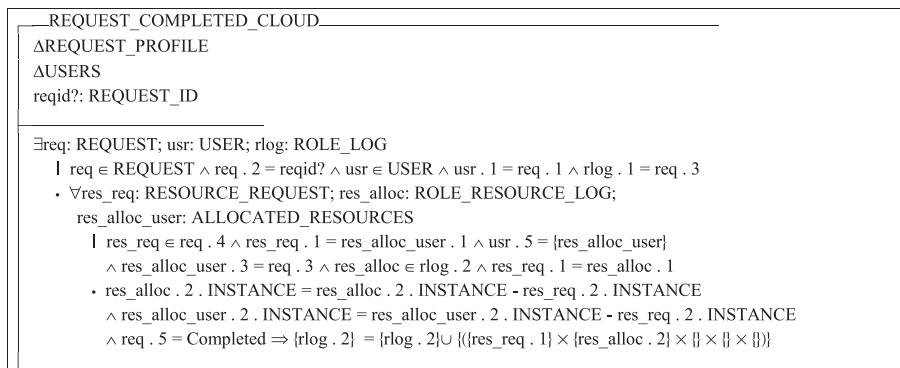 REQUEST_COMPLETED_CLOUD
ΔREQUEST_PROFILE
ΔUSERS
reqid?: REQUEST_ID
∃req: REQUEST; usr: USER; rlog: ROLE_LOG
| req ∈ REQUEST ∧ req . 2 = reqid? ∧ usr ∈ USER ∧ usr . 1 = req . 1 ∧ rlog . 1 = req . 3
• ∀res_req: RESOURCE_REQUEST; res_alloc: ROLE_RESOURCE_LOG;
res_alloc_user: ALLOCATED_RESOURCES
| res_req ∈ req . 4 ∧ res_req . 1 = res_alloc_user . 1 ∧ usr . 5 = {res_alloc_user}
∧ res_alloc_user . 3 = req . 3 ∧ res_alloc ∈ rlog . 2 ∧ res_req . 1 = res_alloc . 1
• res_alloc . 2 . INSTANCE = res_alloc . 2 . INSTANCE - res_req . 2 . INSTANCE
∧ res_alloc_user . 2 . INSTANCE = res_alloc_user . 2 . INSTANCE - res_req . 2 . INSTANCE
∧ req . 5 = Completed ⇒ {rlog . 2} = {rlog . 2}∪ {({res_req . 1} × {res_alloc . 2} × {} × {} × {})}